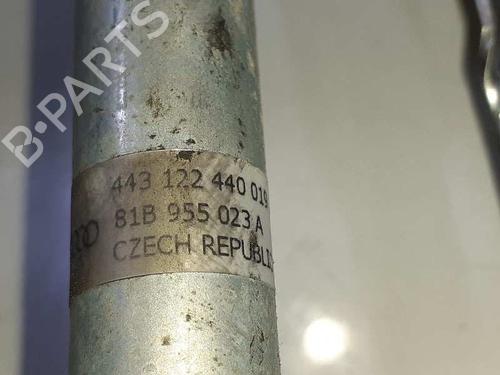 B-PARTS
443 122 440 019
81B 955 023 A
CZECH REPUBLIC